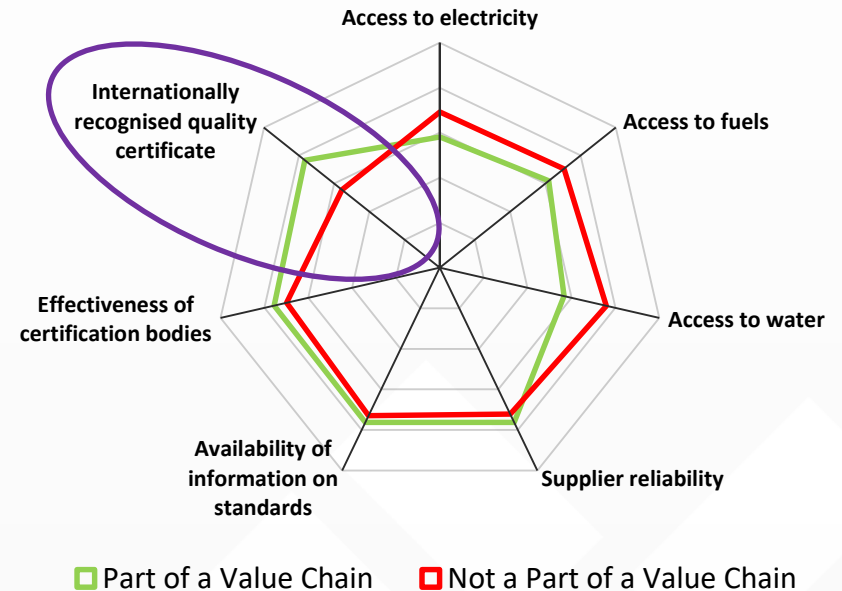 Access to electricity
Internationally
recognised quality
certificate
Access to fuels
Effectiveness of
certification bodies
Access to water
Availability of
information on
standards
Supplier reliability
Part of a Value Chain
Not a Part of a Value Chain